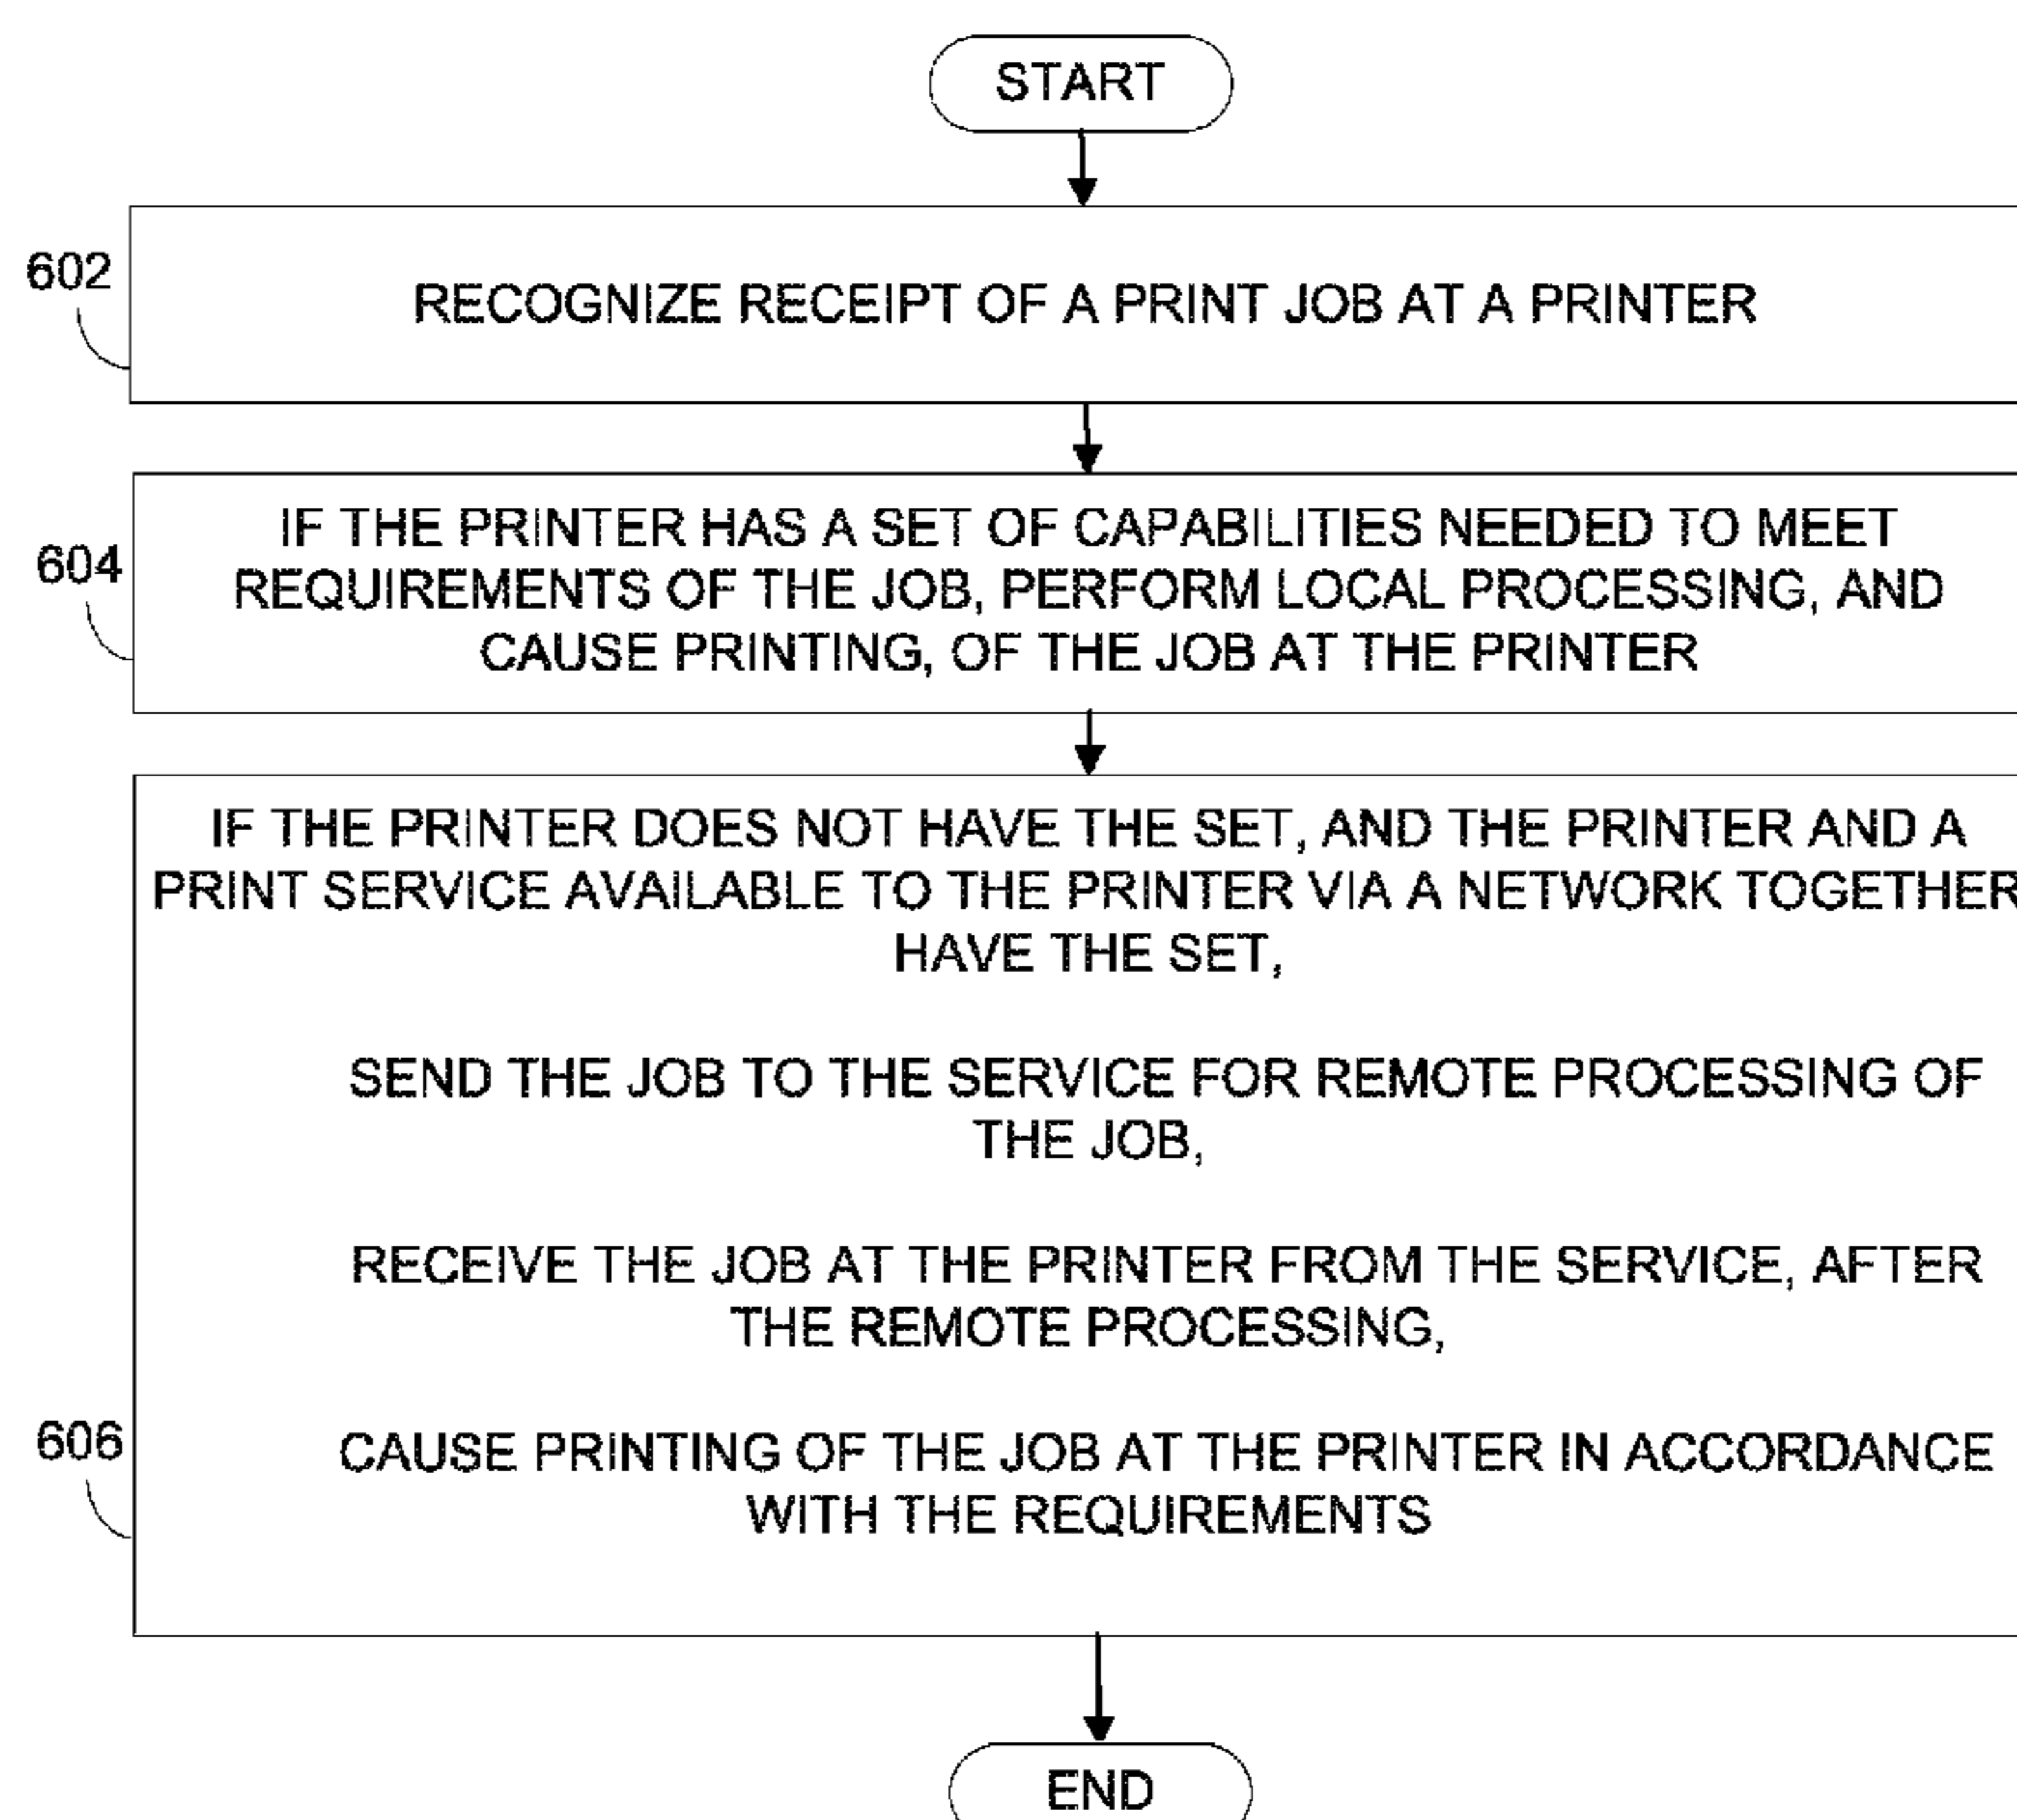 START
602
RECOGNIZE RECEIPT OF A PRINT JOB AT A PRINTER
604
IF THE PRINTER HAS A SET OF CAPABILITIES NEEDED TO MEET
REQUIREMENTS OF THE JOB, PERFORM LOCAL PROCESSING, AND
CAUSE PRINTING, OF THE JOB AT THE PRINTER
IF THE PRINTER DOES NOT HAVE THE SET, AND THE PRINTER AND A
PRINT SERVICE AVAILABLE TO THE PRINTER VIA A NETWORK TOGETHER
HAVE THE SET,
SEND THE JOB TO THE SERVICE FOR REMOTE PROCESSING OF
THE JOB,
RECEIVE THE JOB AT THE PRINTER FROM THE SERVICE, AFTER
THE REMOTE PROCESSING,
606
CAUSE PRINTING OF THE JOB AT THE PRINTER IN ACCORDANCE
WITH THE REQUIREMENTS
END